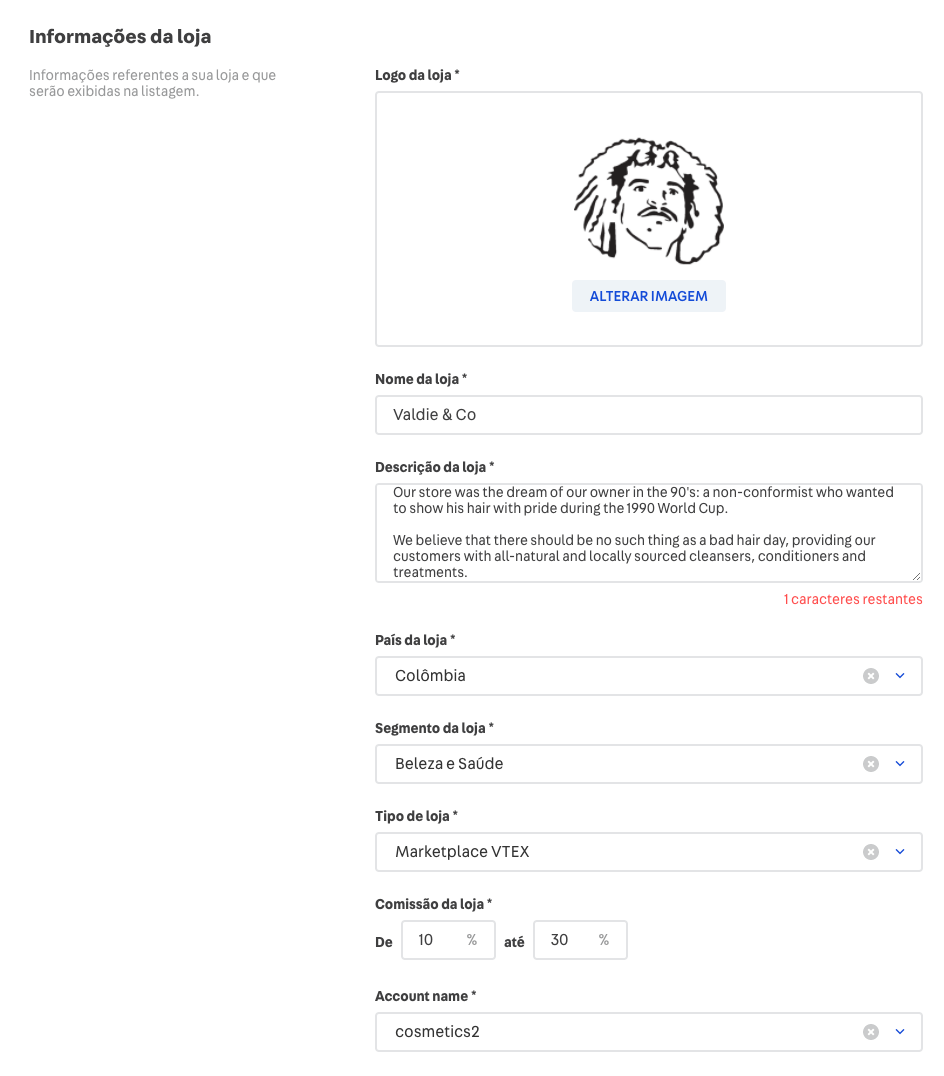 Informações da loja
Informações referentes a sua loja e que
serão exibidas na listagem.
Logo da loja *
ALTERAR IMAGEM
Nome da loja *
Valdie & Co
Descrição da loja *
Our store was the dream of our owner in the 90's: a non-conformist who wanted
to show his hair with pride during the 1990 World Cup.
We believe that there should be no such thing as a bad hair day, providing our
customers with all-natural and locally sourced cleansers, conditioners and
treatments.
1 caracteres restantes
País da loja *
Colômbia
Segmento da loja *
Beleza e Saúde
Tipo de loja *
Marketplace VTEX
Comissão da loja *
De 10 % até 30 %
Account name *
cosmetics2